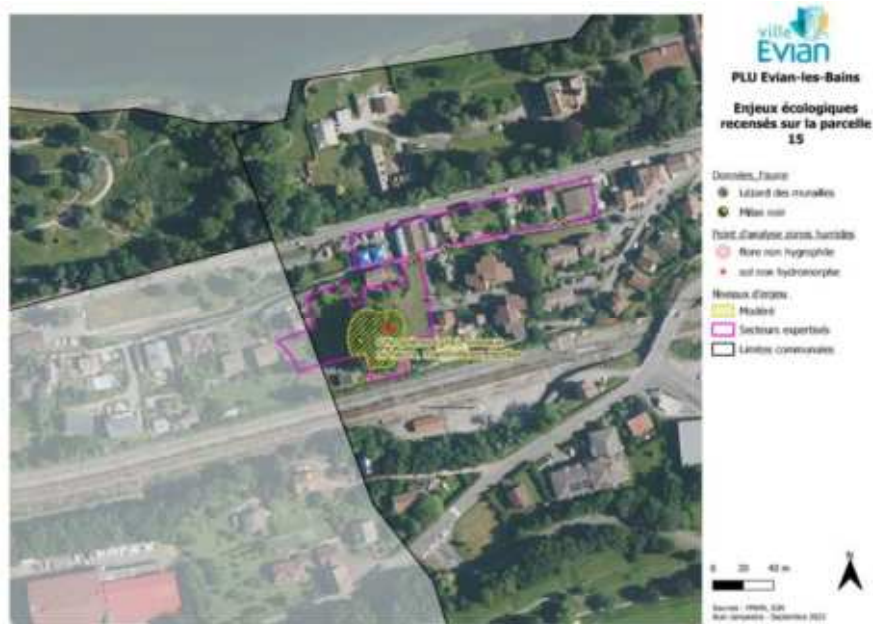 ville
Evian
PLU Evian-les-Bains
Enjeux écologiques
recensés sur la parcelle
15
Données_Faune
Lézard des murailles
Milan noir
Point d'analyse zones humides
flore non hygrophile
sol non hydromorphe
Niveaux d'enjeu
Modéré
Secteurs expertisés
Limites communales
N
0 20 40 m
Septembre 2022